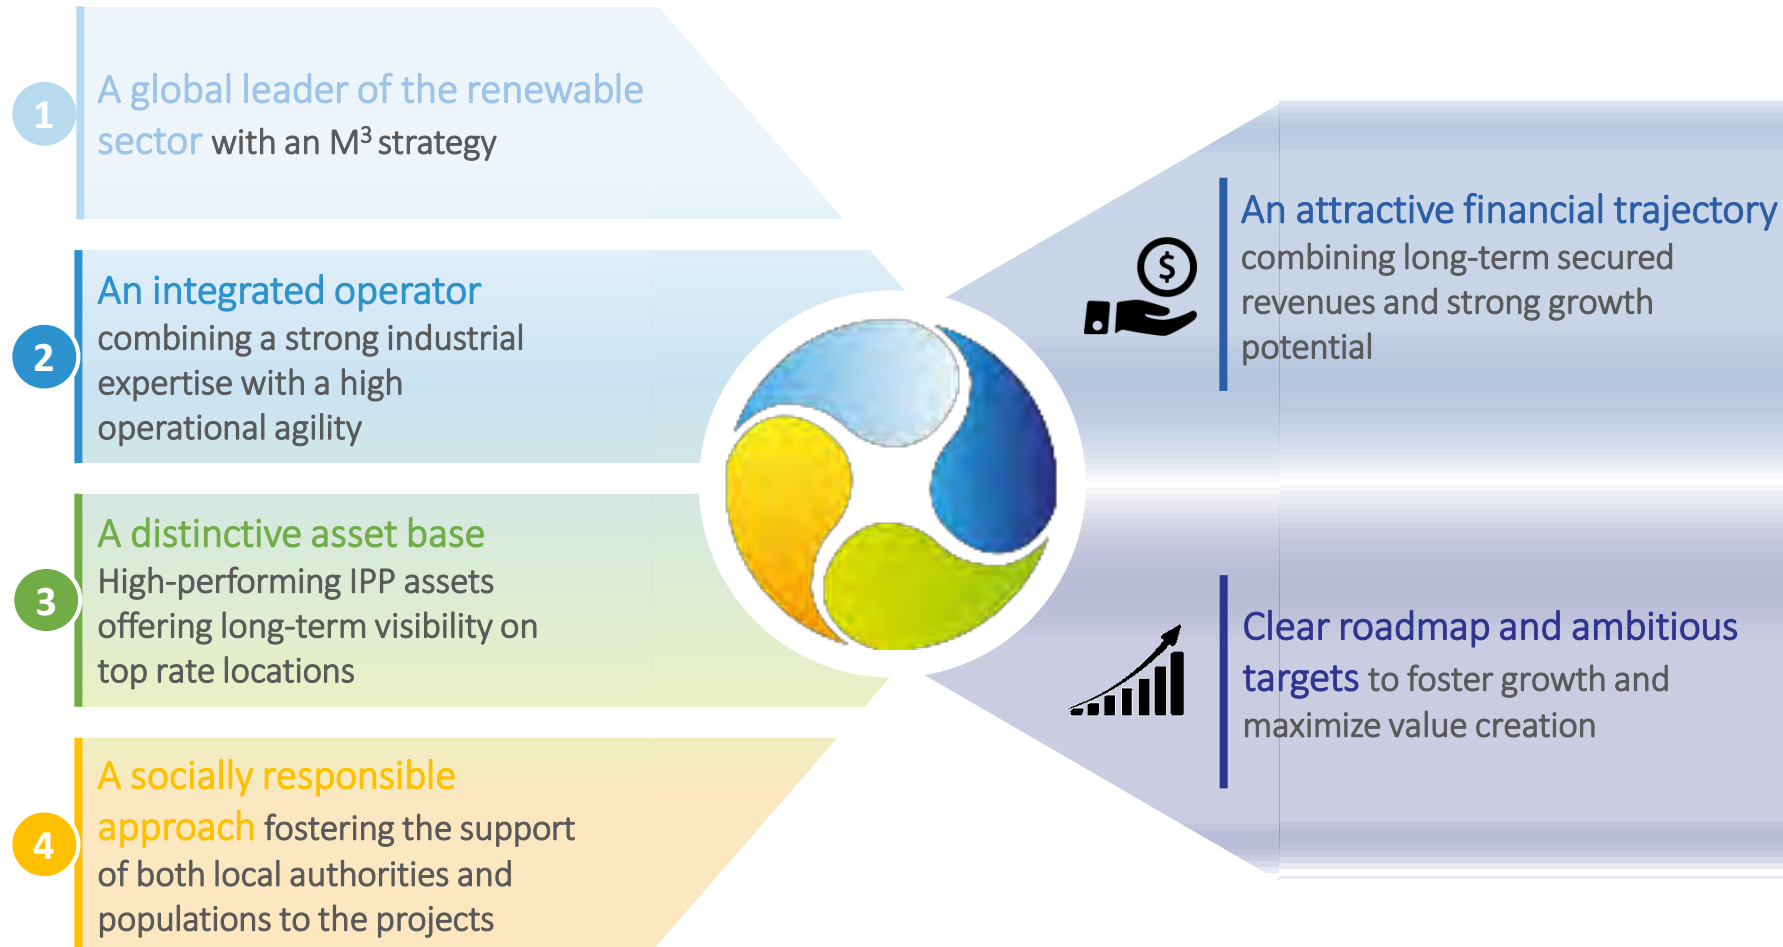 1
A global leader of the renewable
sector with an M³ strategy
2
An integrated operator
combining a strong industrial
expertise with a high
operational agility
3
A distinctive asset base
High-performing IPP assets
offering long-term visibility on
top rate locations
4
A socially responsible
approach fostering the support
of both local authorities and
populations to the projects
$
An attractive financial trajectory
combining long-term secured
revenues and strong growth
potential
Clear roadmap and ambitious
targets to foster growth and
maximize value creation